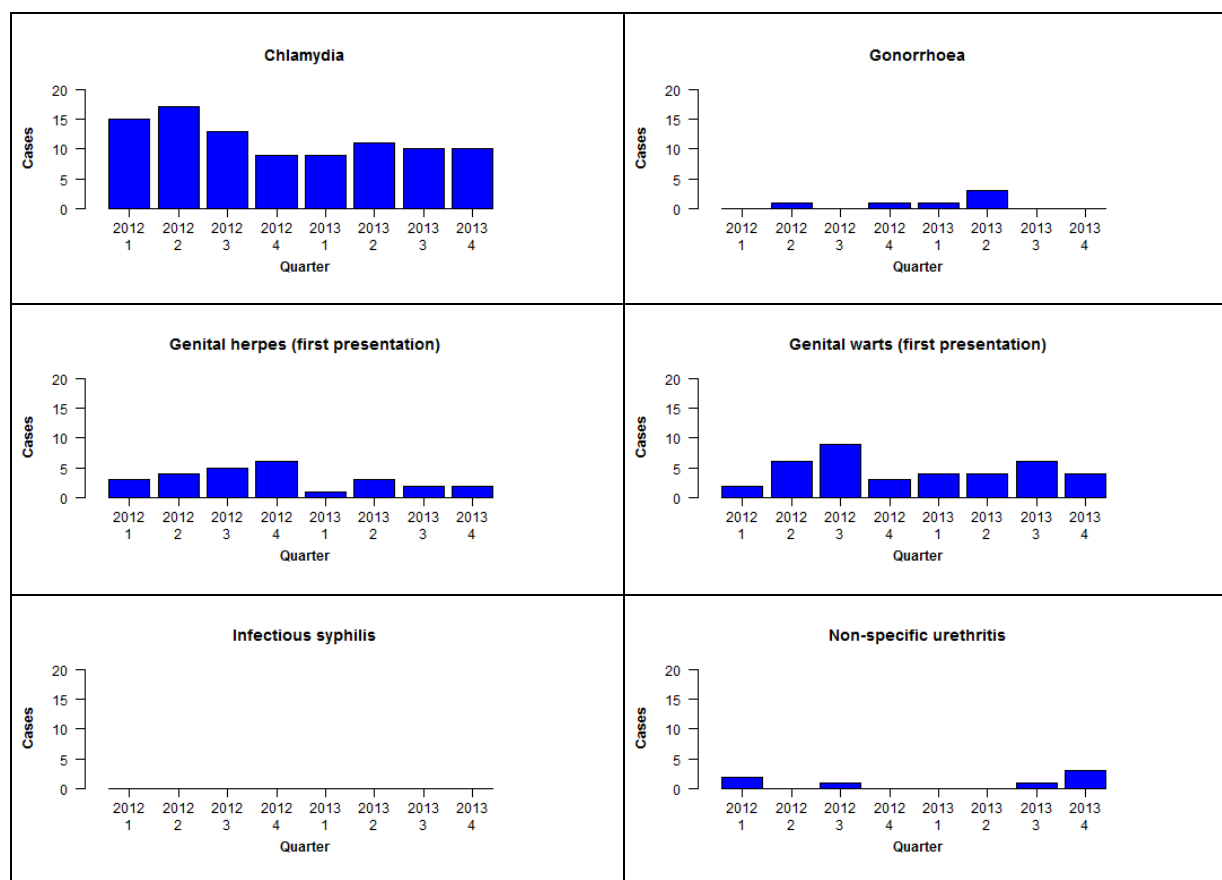 Chlamydia
20
15
10
5
0
Cases
2012 2012 2012 2012 2013 2013 2013 2013
1 2 3 4 1 2 3 4
Quarter
Gonorrhoea
20
15
10
5
0
Cases
2012 2012 2012 2012 2013 2013 2013 2013
1 2 3 4 1 2 3 4
Quarter
Genital herpes (first presentation)
20
15
10
5
0
Cases
2012 2012 2012 2012 2013 2013 2013 2013
1 2 3 4 1 2 3 4
Quarter
Genital warts (first presentation)
20
15
10
5
0
Cases
2012 2012 2012 2012 2013 2013 2013 2013
1 2 3 4 1 2 3 4
Quarter
Infectious syphilis
20
15
10
5
0
Cases
2012 2012 2012 2012 2013 2013 2013 2013
1 2 3 4 1 2 3 4
Quarter
Non-specific urethritis
20
15
10
5
0
Cases
2012 2012 2012 2012 2013 2013 2013 2013
1 2 3 4 1 2 3 4
Quarter